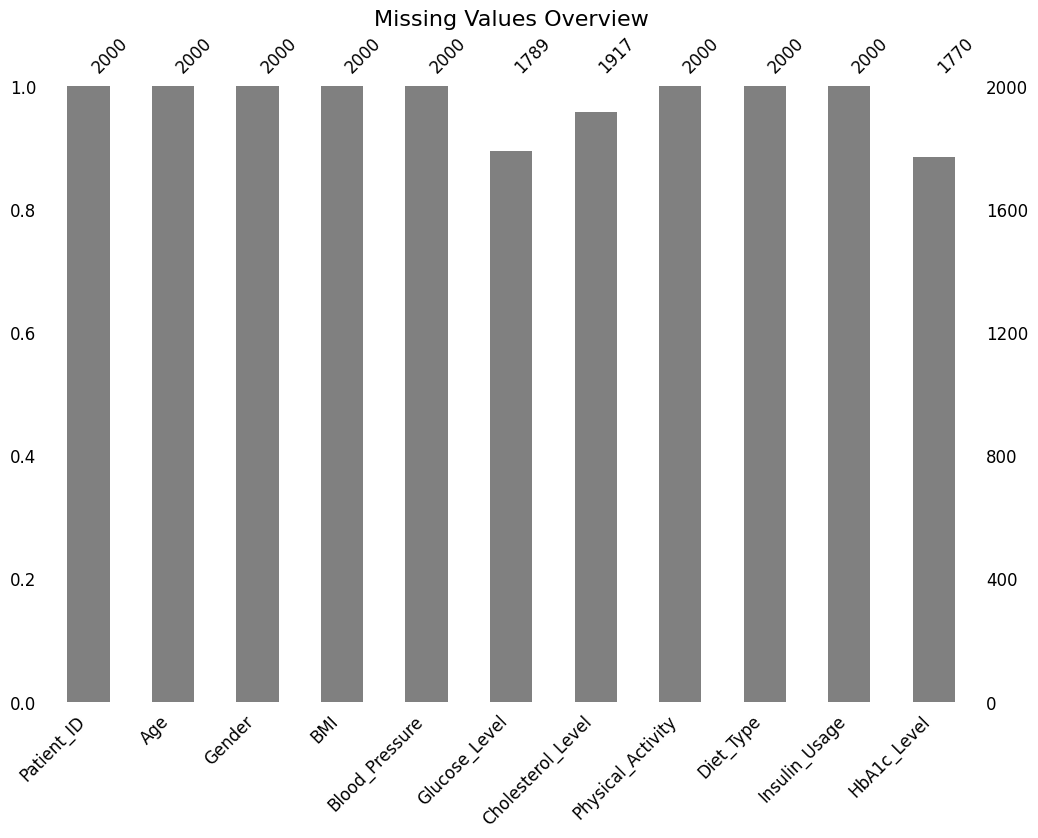 Missing Values Overview
2000 2000 2000 2000 2000 1789 1917 2000 2000 2000 1770
1.0 2000
0.8 1600
0.6 1200
0.4 800
0.2 400
0.0 0
Patient_ID Age Gender BMI Blood_Pressure Glucose_Level Cholesterol_Level Physical_Activity Diet_Type Insulin_Usage HbA1c_Level